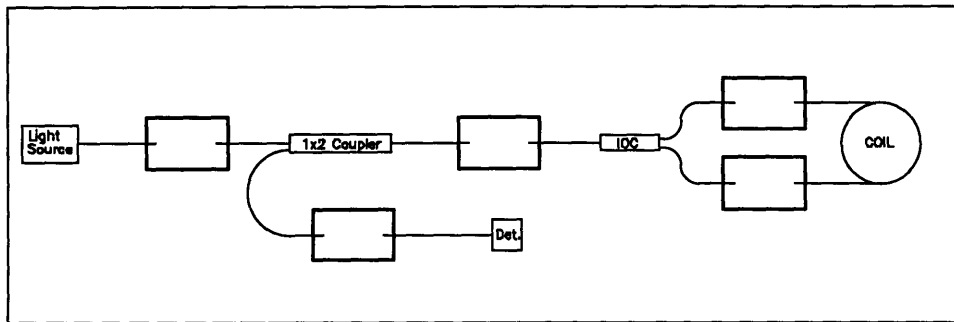 Light
Source
1x2 Coupler
IOC
COIL
Det.